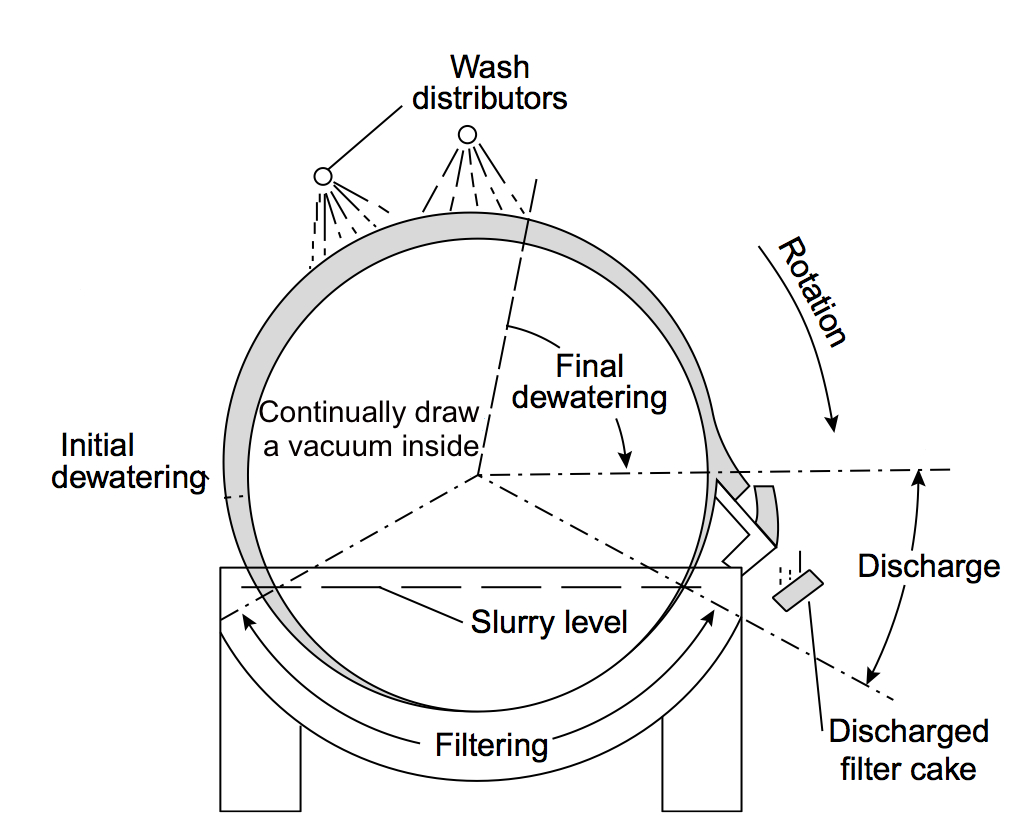 Wash
distributors
Rotation
Final
dewatering
Continually draw
a vacuum inside
Initial
dewatering
Discharge
Slurry level
Filtering
Discharged
filter cake